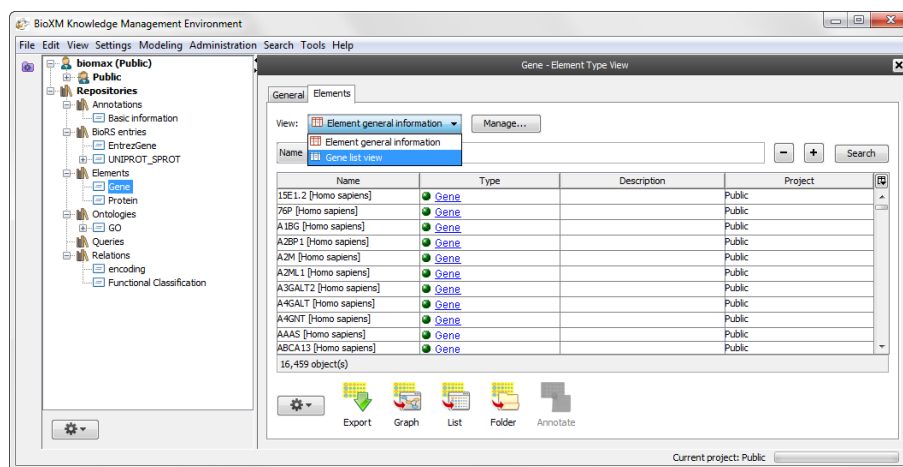 BioXM Knowledge Management Environment
File Edit View Settings Modeling Administration Search Tools Help
biomax (Public)
Public
Repositories
Annotations
Basic information
BioRS entries
EntrezGene
UNIPROT_SPROT
Elements
Gene
Protein
Ontologies
GO
Queries
Relations
encoding
Functional Classification
Gene - Element Type View
General Elements
View: Element general information Manage...
Element general information
Gene list view
Name Search
Name Type Description Project
15E1.2 [Homo sapiens] Gene Public
76P [Homo sapiens] Gene Public
A1BG [Homo sapiens] Gene Public
A2BP1 [Homo sapiens] Gene Public
A2M [Homo sapiens] Gene Public
A2ML1 [Homo sapiens] Gene Public
A3GALT2 [Homo sapiens] Gene Public
A4GALT [Homo sapiens] Gene Public
A4GNT [Homo sapiens] Gene Public
AAAS [Homo sapiens] Gene Public
ABCA13 [Homo sapiens] Gene Public
16,459 object(s)
Export Graph List Folder Annotate
Current project: Public